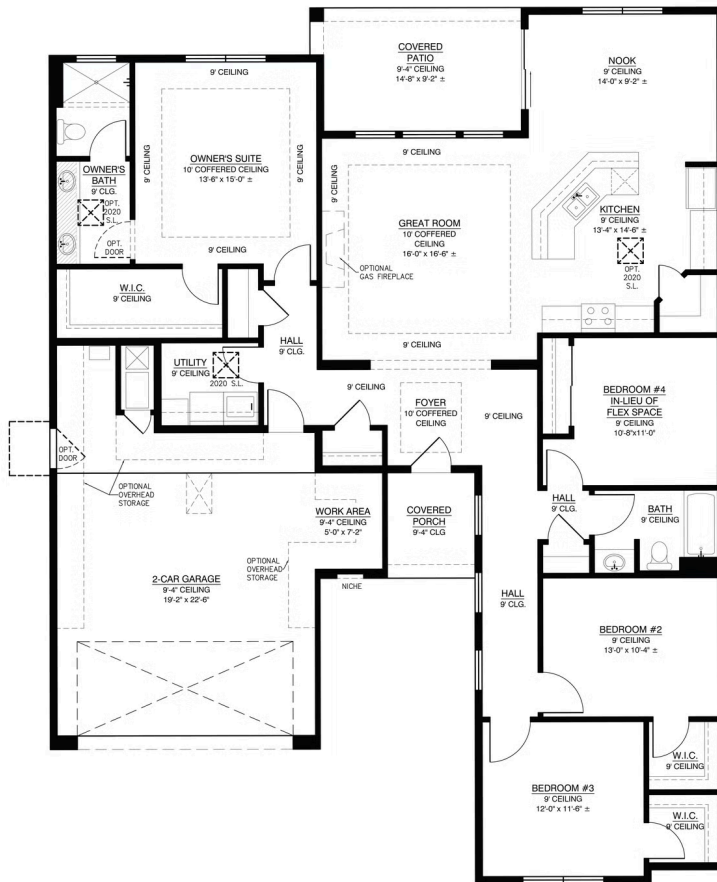 COVERED
PATIO
9'-4" CEILING
14'-8" x 9'-2" ±
NOOK
9' CEILING
14'-0" x 9'-2" ±
9' CEILING
OWNER'S SUITE
10' COFFERED CEILING
13'-6" x 15'-0" ±
9' CEILING
9' CEILING
9' CEILING
OWNER'S
BATH
9' CLG.
OPT.
2020
S.L.
OPT.
DOOR
9' CEILING
9' CEILING
GREAT ROOM
10' COFFERED
CEILING
16'-0" x 16'-6" ±
OPTIONAL
GAS FIREPLACE
9' CEILING
KITCHEN
9' CEILING
13'-4" x 14'-6" ±
OPT.
2020
S.L.
W.I.C.
9' CEILING
HALL
9' CLG.
UTILITY
9' CEILING
2020 S.L.
9' CEILING
FOYER
10' COFFERED
CEILING
9' CEILING
BEDROOM #4
IN-LIEU OF
FLEX SPACE
9' CEILING
10'-8"x11'-0"
OPT.
DOOR
OPTIONAL
OVERHEAD
STORAGE
WORK AREA
9'-4" CEILING
5'-0" x 7'-2"
COVERED
PORCH
9'-4" CLG
HALL
9' CLG.
BATH
9' CEILING
OPTIONAL
OVERHEAD
STORAGE
2-CAR GARAGE
9'-4" CEILING
19'-2" x 22'-6"
NICHE
HALL
9' CLG.
BEDROOM #2
9' CEILING
13'-0" x 10'-4" ±
W.I.C.
9' CEILING
BEDROOM #3
9' CEILING
12'-0" x 11'-6" ±
W.I.C.
9' CEILING